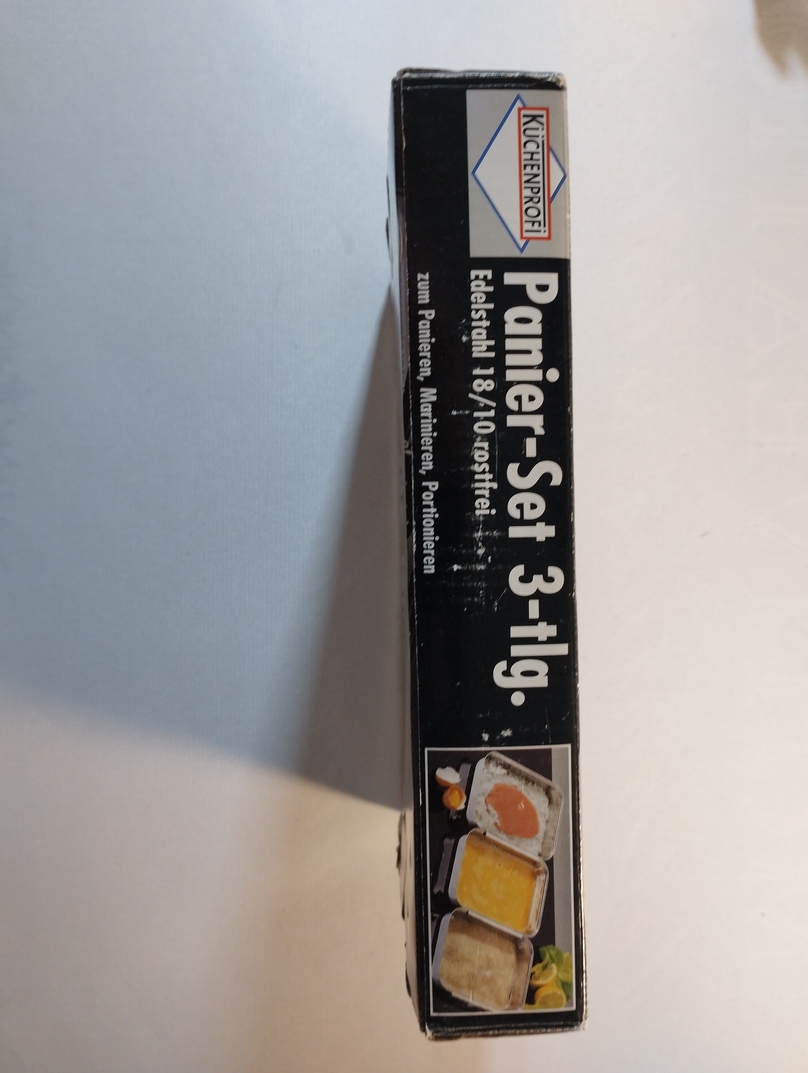 KÜCHENPROFI
Panier-Set 3-tlg.
Edelstahl 18/10 rostfrei
zum Panieren, Marinieren, Portionieren